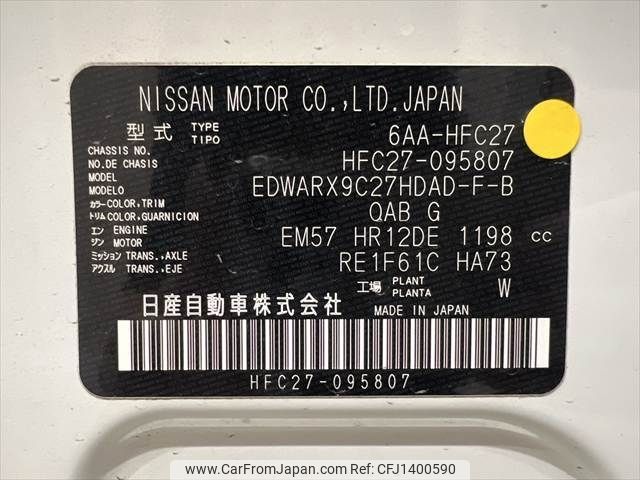 NISSAN MOTOR CO.,LTD.JAPAN
型式 TYPE TIPO 6AA-HFC27
CHASSIS NO. NO.DE CHASIS HFC27-095807
MODEL MODELO EDWARX9C27HDAD-F-B
カラー COLOR,TRIM トリム COLOR,GUARNICION QAB G
エン ENGINE ジン MOTOR EM57 HR12DE 1198 cc
ミッション TRANS.,AXLE アクスル TRANS.,EJE RE1F61C HA73
工場 PLANT PLANTA W
日産自動車株式会社 MADE IN JAPAN
HFC27-095807
www.CarFromJapan.com CFJ1400590